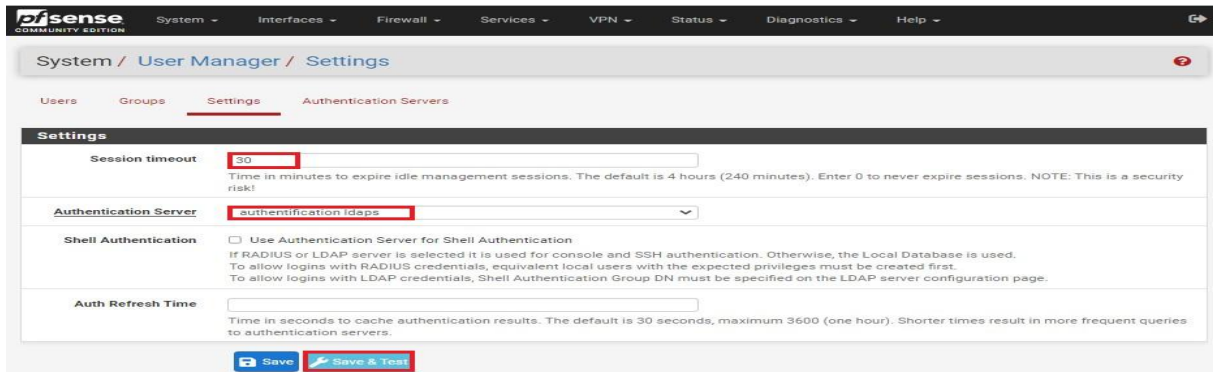 pfsense
COMMUNITY EDITION
System Interfaces Firewall Services VPN Status Diagnostics Help
System / User Manager / Settings
Users Groups Settings Authentication Servers
Settings
Session timeout 30
Time in minutes to expire idle management sessions. The default is 4 hours (240 minutes). Enter 0 to never expire sessions. NOTE: This is a security
risk!
Authentication Server authentification ldaps
Shell Authentication Use Authentication Server for Shell Authentication
If RADIUS or LDAP server is selected it is used for console and SSH authentication. Otherwise, the Local Database is used.
To allow logins with RADIUS credentials, equivalent local users with the expected privileges must be created first.
To allow logins with LDAP credentials, Shell Authentication Group DN must be specified on the LDAP server configuration page.
Auth Refresh Time
Time in seconds to cache authentication results. The default is 30 seconds, maximum 3600 (one hour). Shorter times result in more frequent queries
to authentication servers.
Save Save & Test